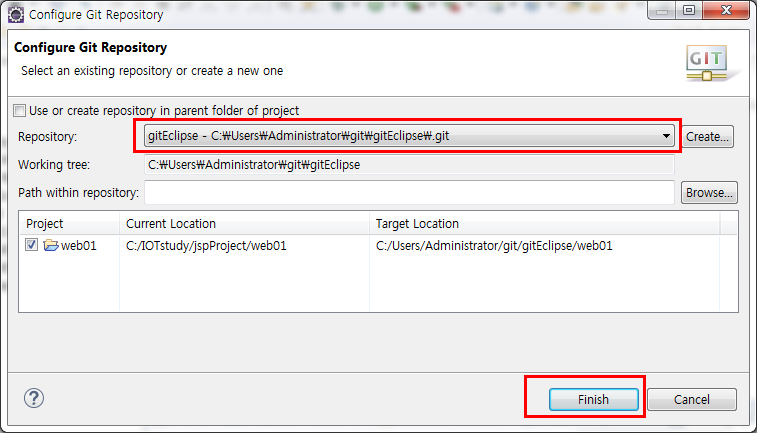 Configure Git Repository
Configure Git Repository
Select an existing repository or create a new one
GIT
Use or create repository in parent folder of project
Repository: gitEclipse - C:₩Users₩Administrator₩git₩gitEclipse₩.git Create...
Working tree: C:₩Users₩Administrator₩git₩gitEclipse
Path within repository: Browse...
Project Current Location Target Location
web01 C:/IOTstudy/jspProject/web01 C:/Users/Administrator/git/gitEclipse/web01
? Finish Cancel